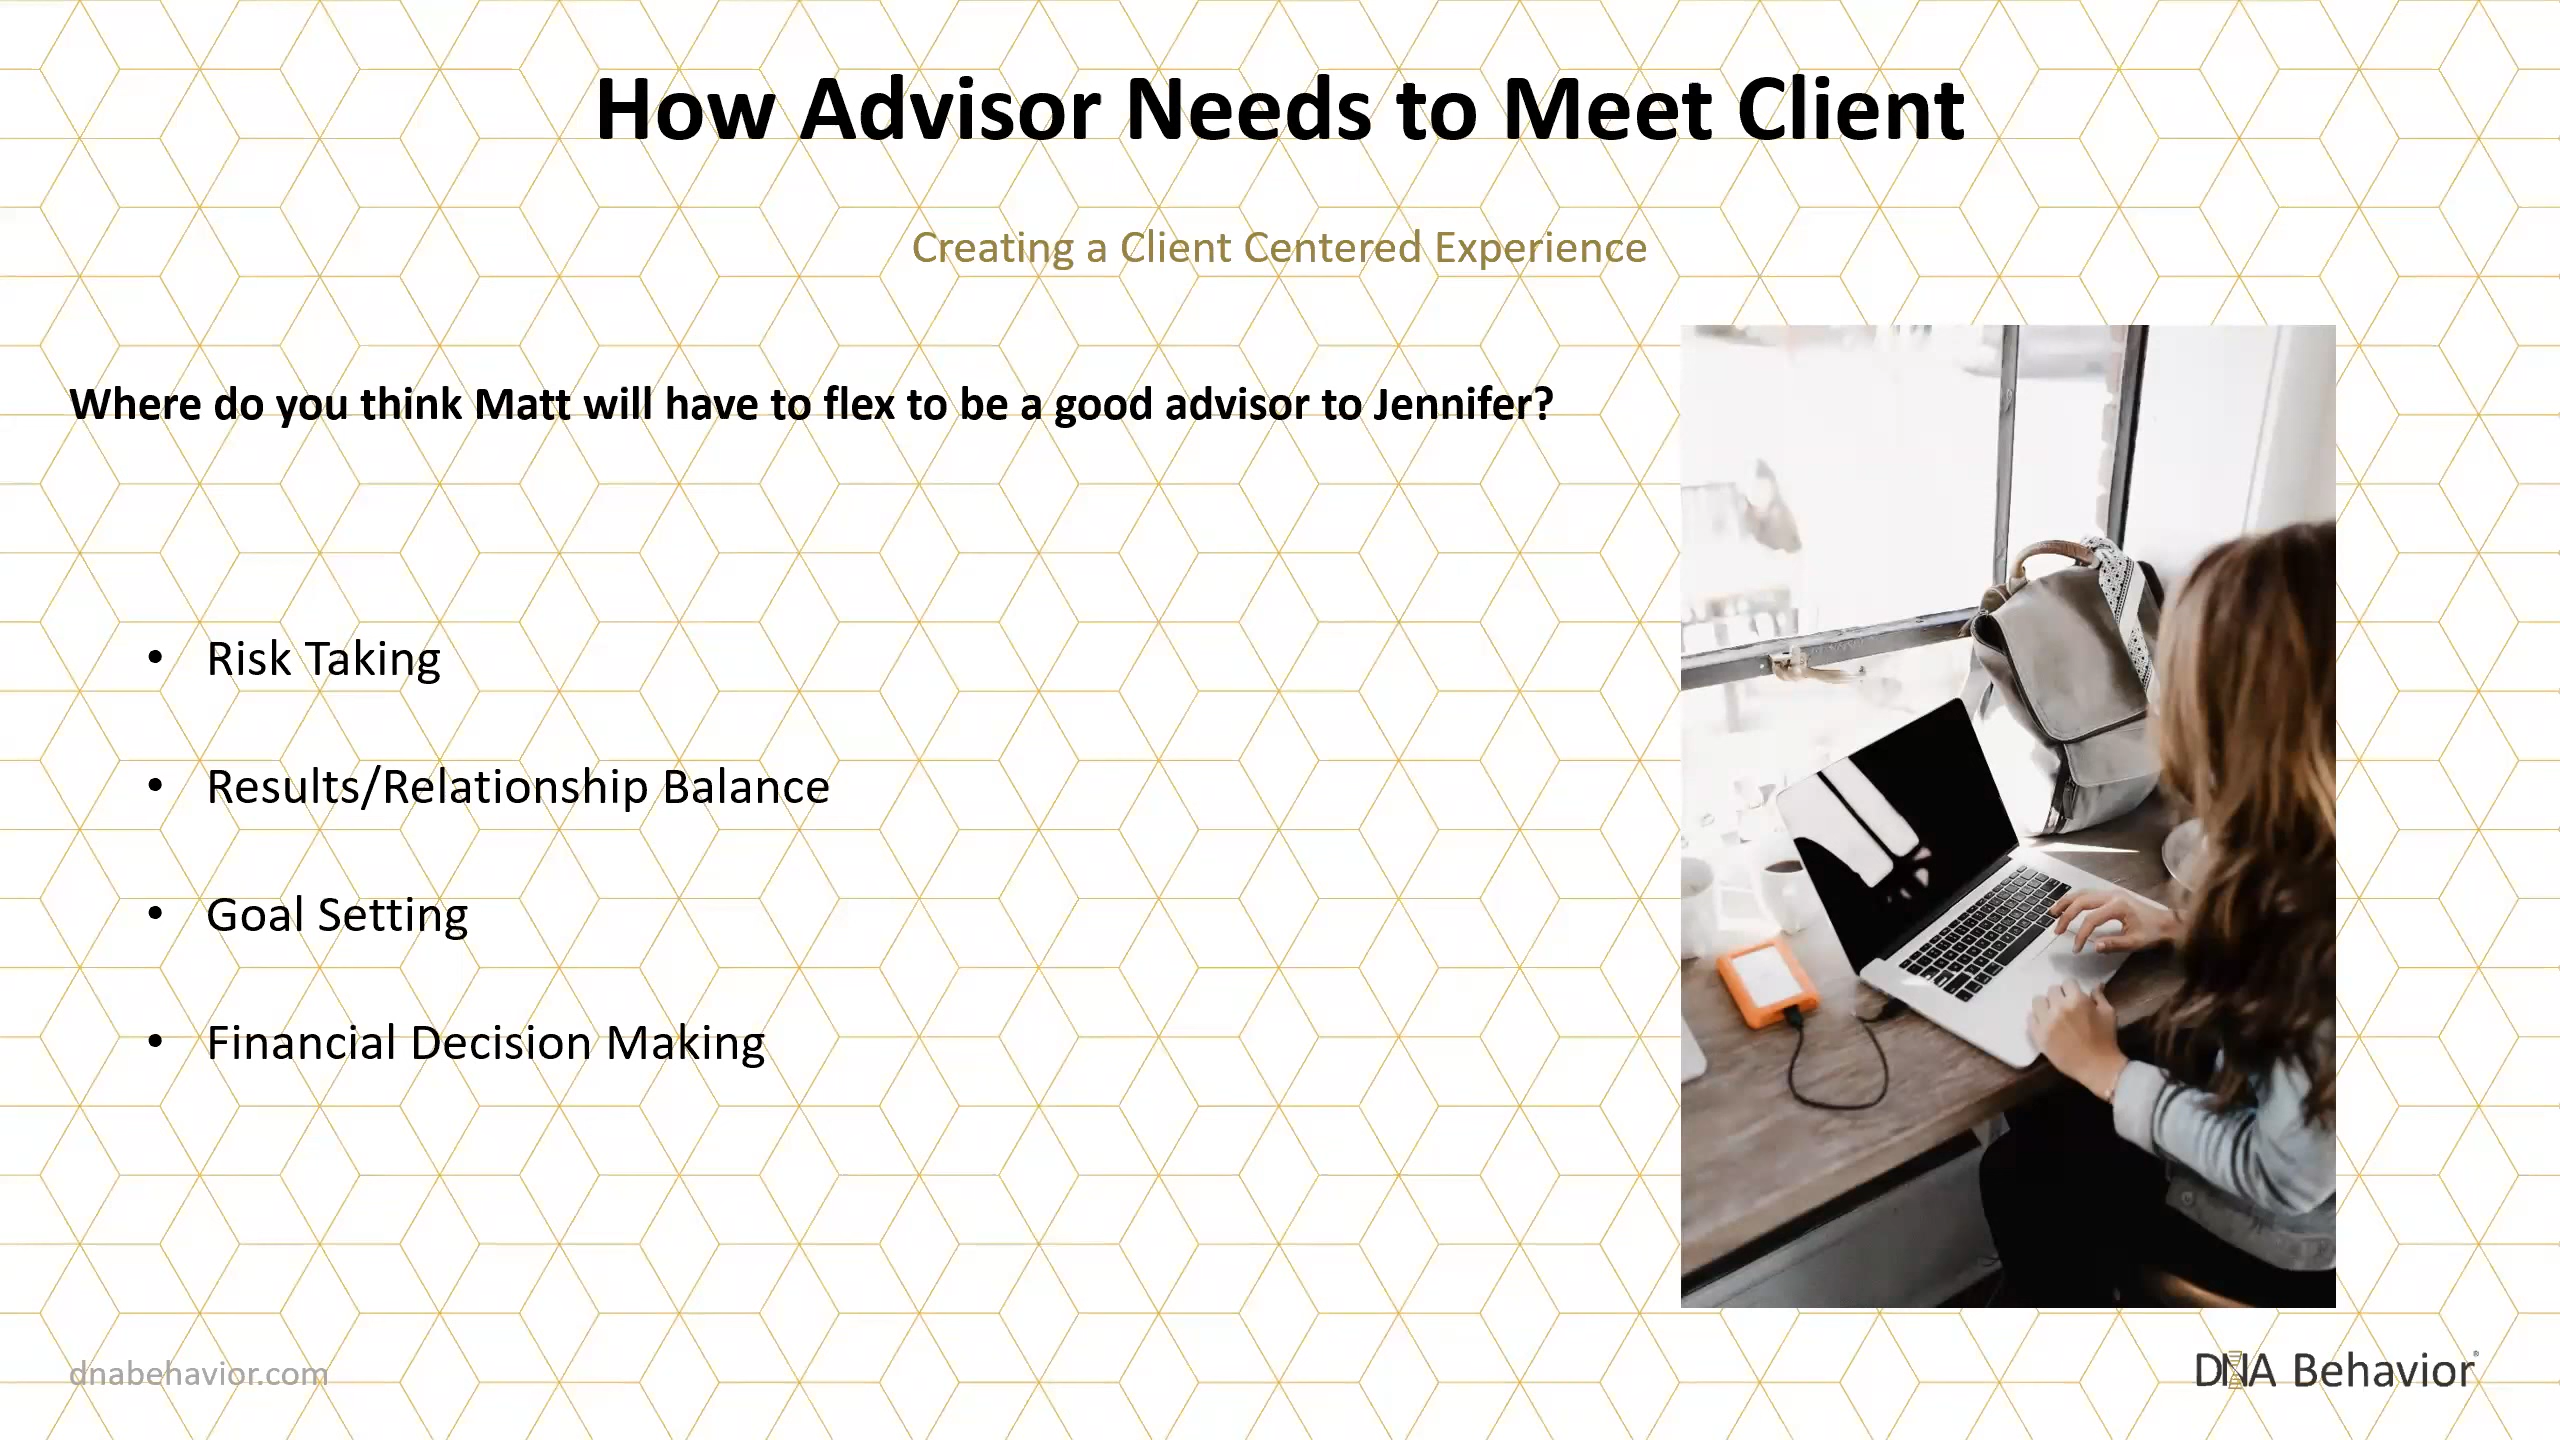 How Advisor Needs to Meet Client
Creating a Client Centered Experience
Where do you think Matt will have to flex to be a good advisor to Jennifer?
• Risk Taking
• Results/Relationship Balance
• Goal Setting
• Financial Decision Making
dnabehavior.com
DNA Behavior®